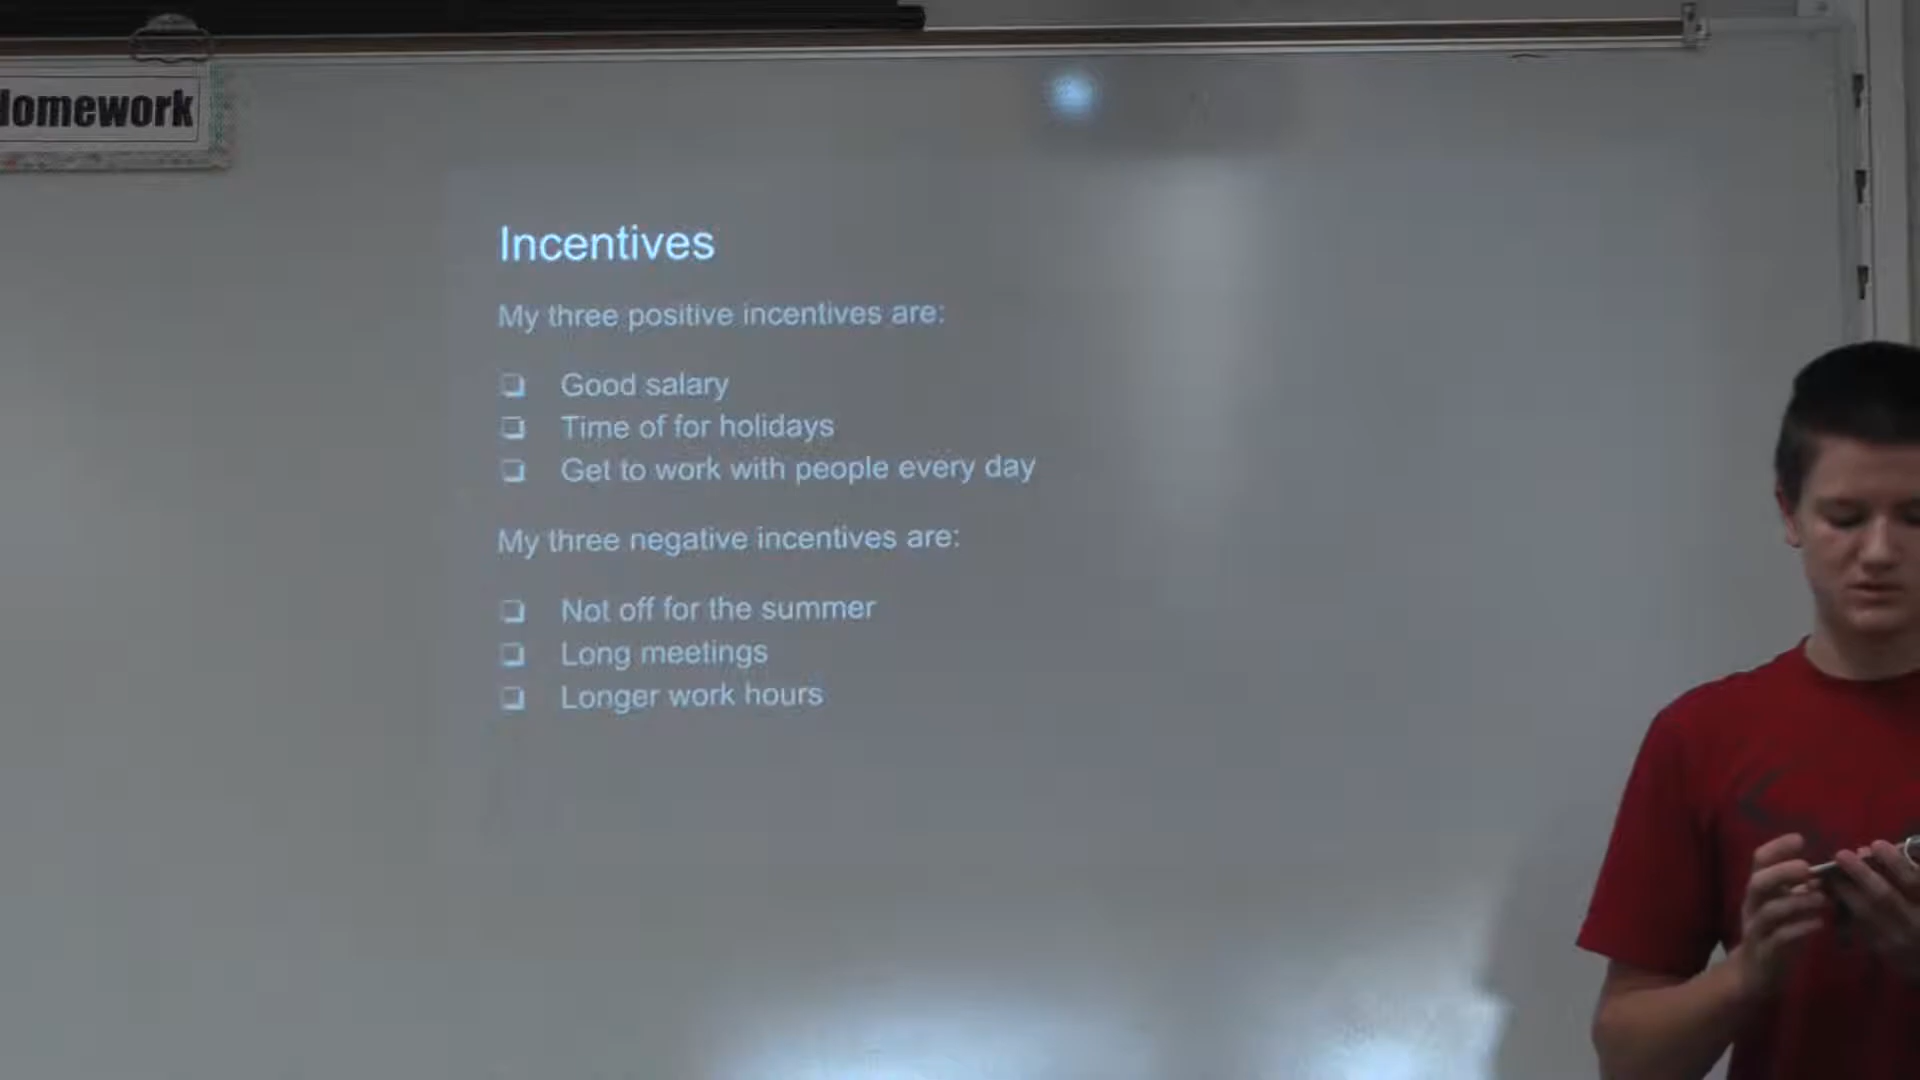 Homework
Incentives
My three positive incentives are:
❏ Good salary
❏ Time of for holidays
❏ Get to work with people every day
My three negative incentives are:
❏ Not off for the summer
❏ Long meetings
❏ Longer work hours